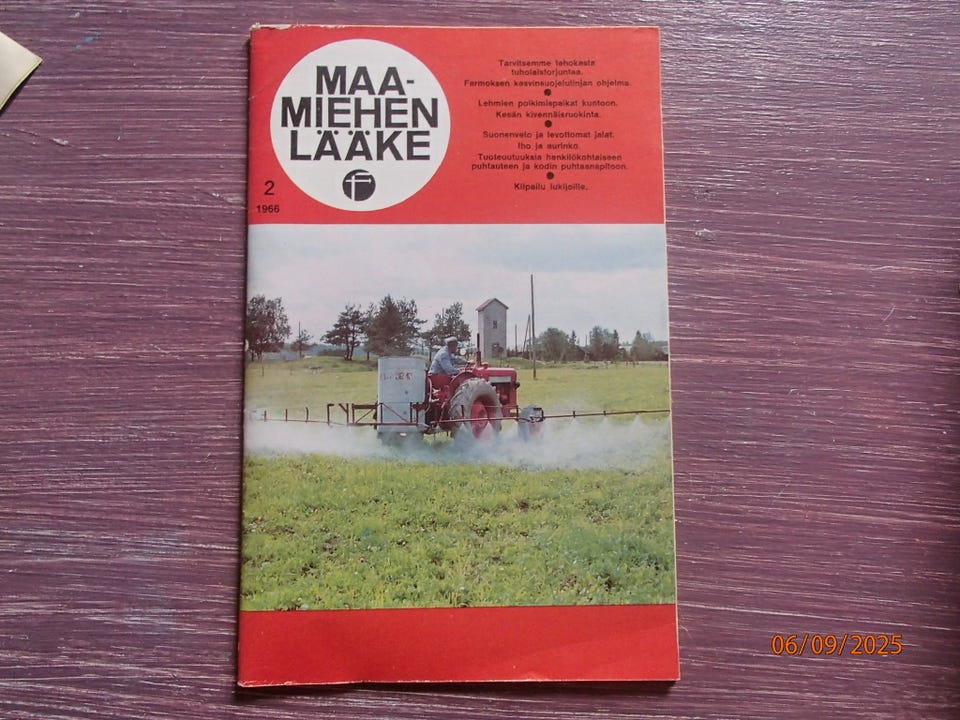 MAA-
MIEHEN
LÄÄKE
f
2
1966
Tarvitsemme tehokasta
tuholaistorjuntaa.
Farmoksen kasvinsuojelutinjan ohjelma.
Lehmien poikimispaikat kuntoon.
Kesän kivennäisruokinta.
Suonenveto ja levottomat jalat.
Iho ja aurinko.
Tuoteuutuuksia henkilökohtaiseen
puhtauteen ja kodin puhtaanapitoon.
Kilpailu lukijoille.
06/09/2025